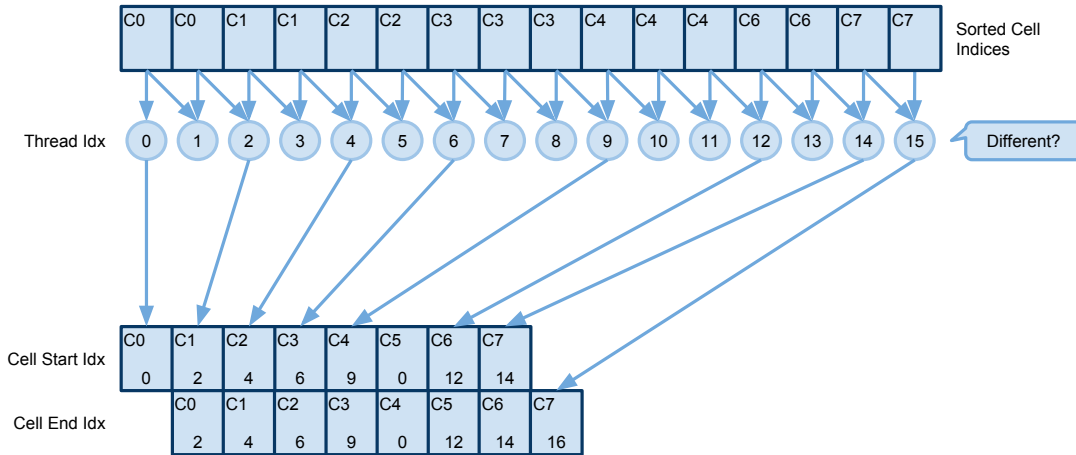 C0 C0 C1 C1 C2 C2 C3 C3 C3 C4 C4 C4 C6 C6 C7 C7
Sorted Cell
Indices
Thread Idx 0 1 2 3 4 5 6 7 8 9 10 11 12 13 14 15 Different?
C0 C1 C2 C3 C4 C5 C6 C7
Cell Start Idx
0 2 4 6 9 0 12 14
C0 C1 C2 C3 C4 C5 C6 C7
Cell End Idx
2 4 6 9 0 12 14 16